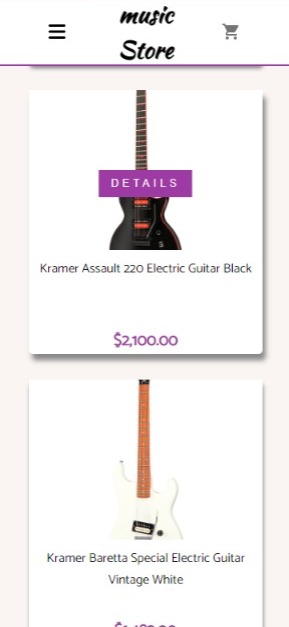 music
Store
DETAILS
Kramer Assault 220 Electric Guitar Black
$2,100.00
Kramer Baretta Special Electric Guitar
Vintage White